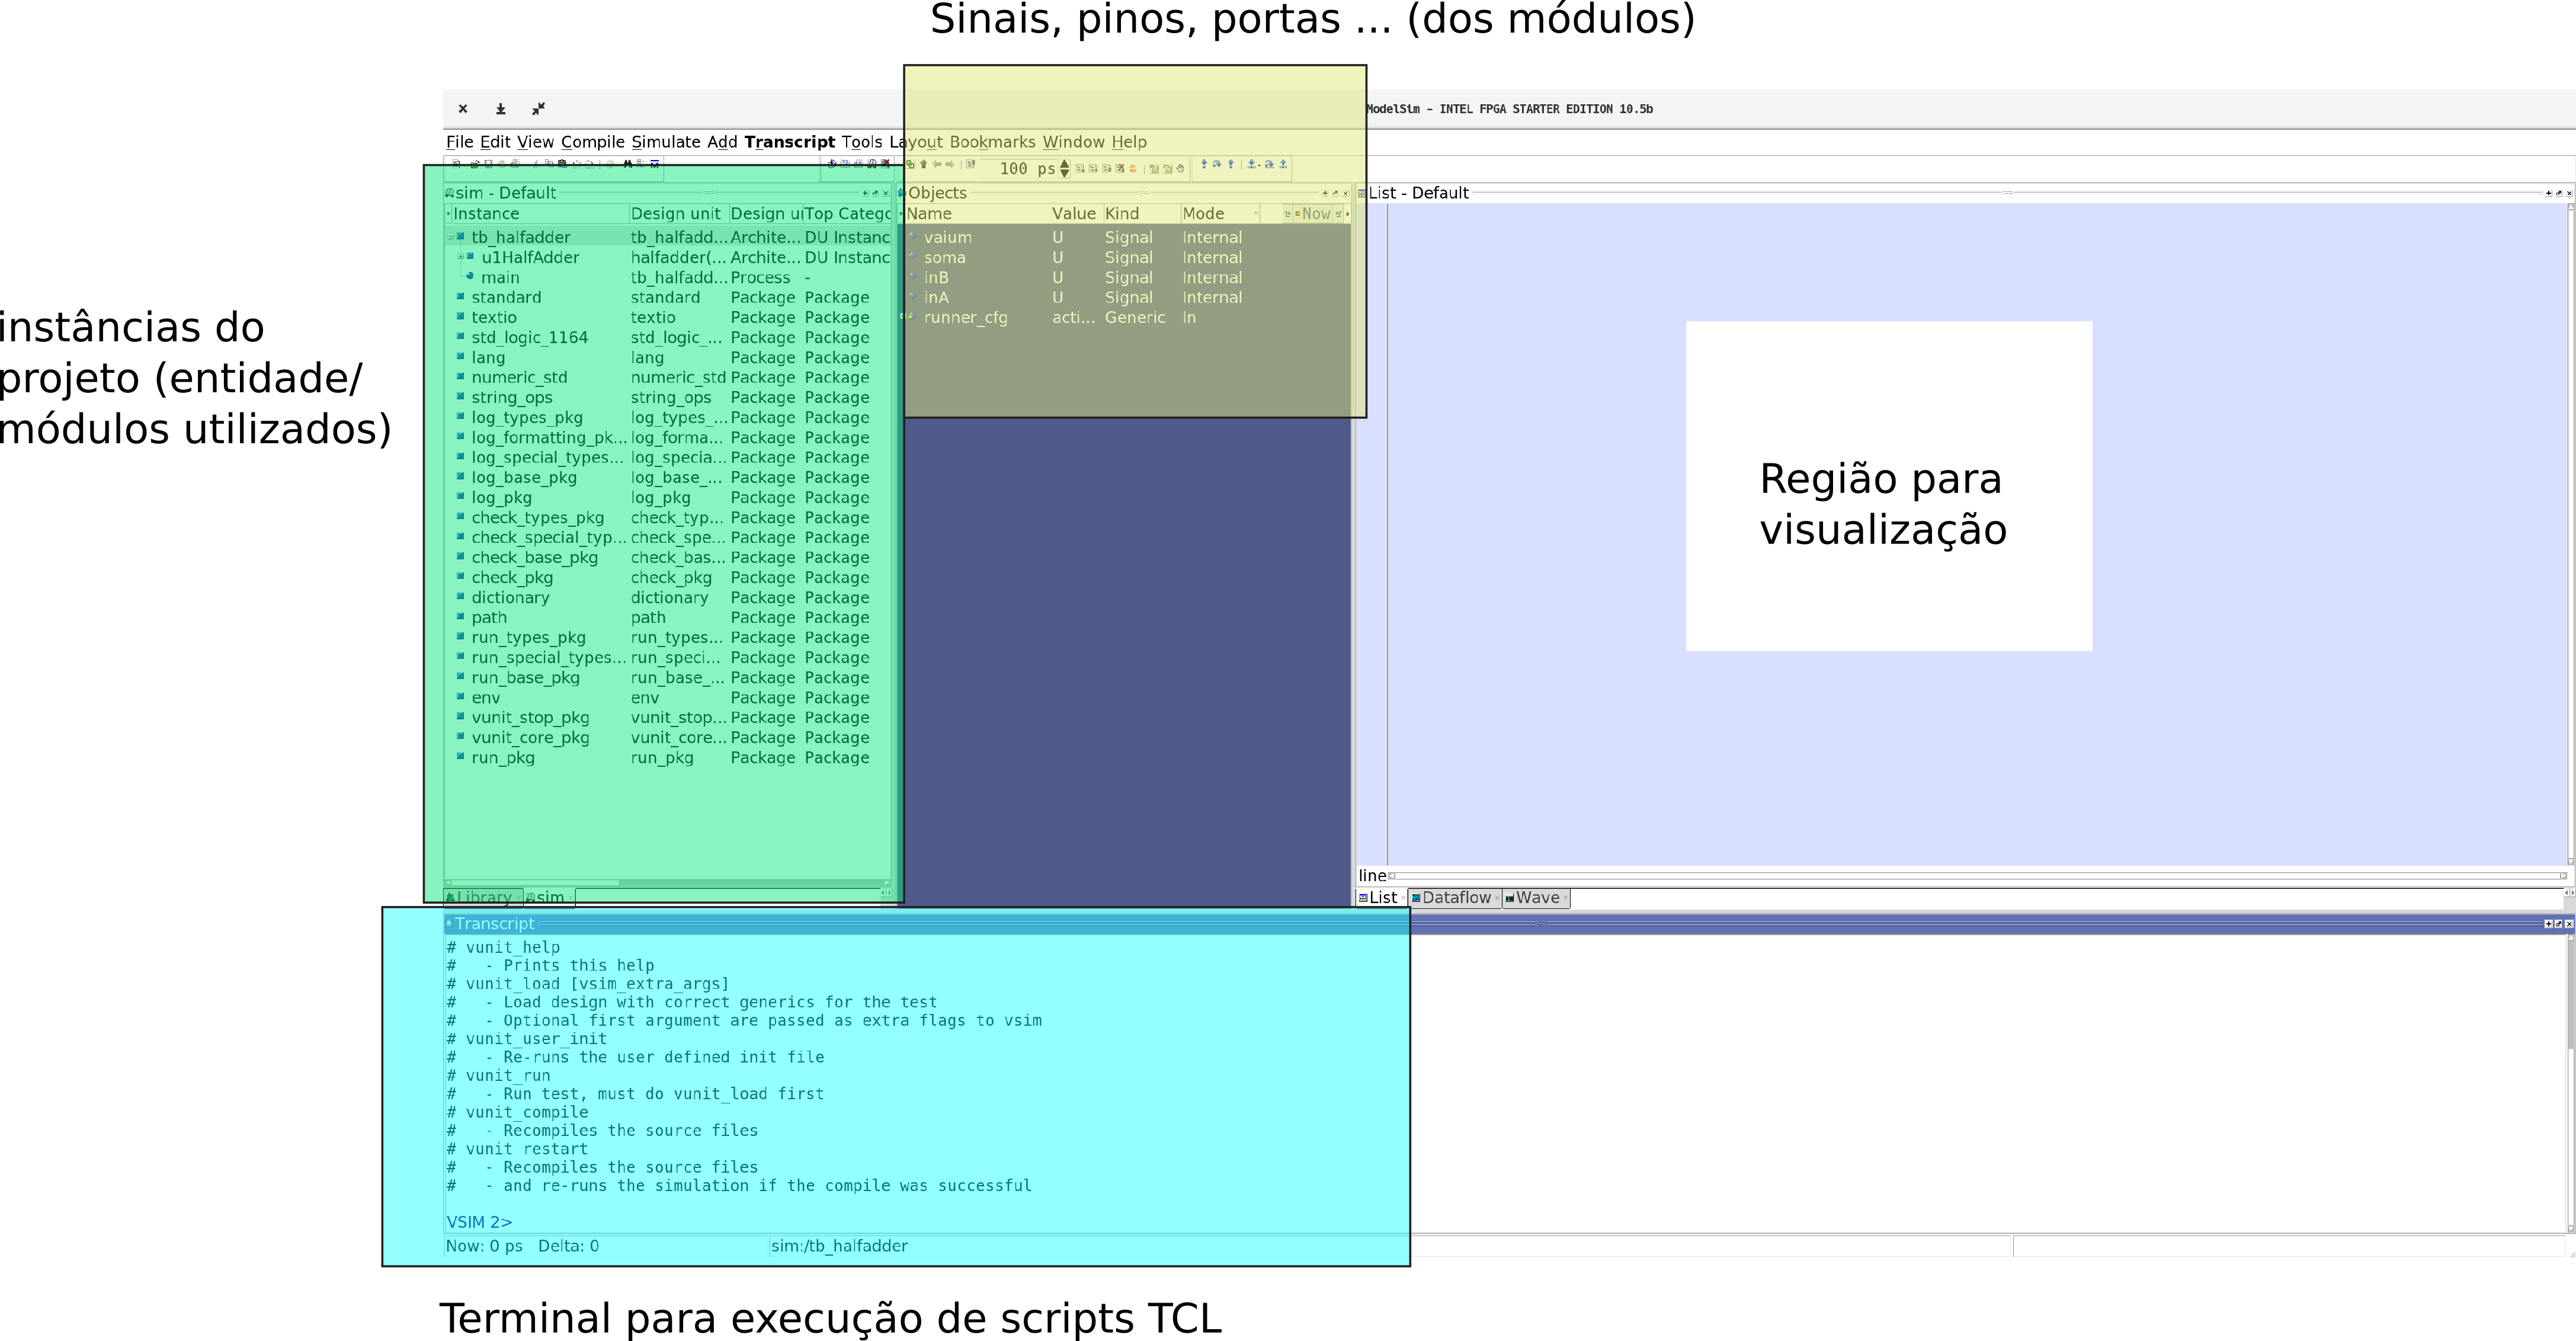 Sinais, pinos, portas ... (dos módulos)
ModelSim - INTEL FPGA STARTER EDITION 10.5b
File Edit View Compile Simulate Add Transcript Tools Layout Bookmarks Window Help
100 ps
sim - Default
Instance Design unit Design ui Top Catego
tb_halfadder tb_halfadd... Archite... DU Instanc
u1HalfAdder halfadder(... Archite... DU Instanc
main tb_halfadd... Process -
standard standard Package Package
textio textio Package Package
std_logic_1164 std_logic_... Package Package
lang lang Package Package
numeric_std numeric_std Package Package
string_ops string_ops Package Package
log_types_pkg log_types_... Package Package
log_formatting_pk... log_forma... Package Package
log_special_types... log_specia... Package Package
log_base_pkg log_base_... Package Package
log_pkg log_pkg Package Package
check_types_pkg check_typ... Package Package
check_special_typ... check_spe... Package Package
check_base_pkg check_bas... Package Package
check_pkg check_pkg Package Package
dictionary dictionary Package Package
path path Package Package
run_types_pkg run_types... Package Package
run_special_types... run_speci... Package Package
run_base_pkg run_base_... Package Package
env env Package Package
vunit_stop_pkg vunit_stop... Package Package
vunit_core_pkg vunit_core... Package Package
run_pkg run_pkg Package Package
Library sim
Objects
Name Value Kind Mode Now
vaium U Signal Internal
soma U Signal Internal
inB U Signal Internal
inA U Signal Internal
runner_cfg acti... Generic In
List - Default
Região para
visualização
line
List Dataflow Wave
instâncias do
projeto (entidade/
módulos utilizados)
Transcript
# vunit_help
#   - Prints this help
# vunit_load [vsim_extra_args]
#   - Load design with correct generics for the test
#   - Optional first argument are passed as extra flags to vsim
# vunit_user_init
#   - Re-runs the user defined init file
# vunit_run
#   - Run test, must do vunit_load first
# vunit_compile
#   - Recompiles the source files
# vunit restart
#   - Recompiles the source files
#   - and re-runs the simulation if the compile was successful
VSIM 2>
Now: 0 ps Delta: 0 sim:/tb_halfadder
Terminal para execução de scripts TCL